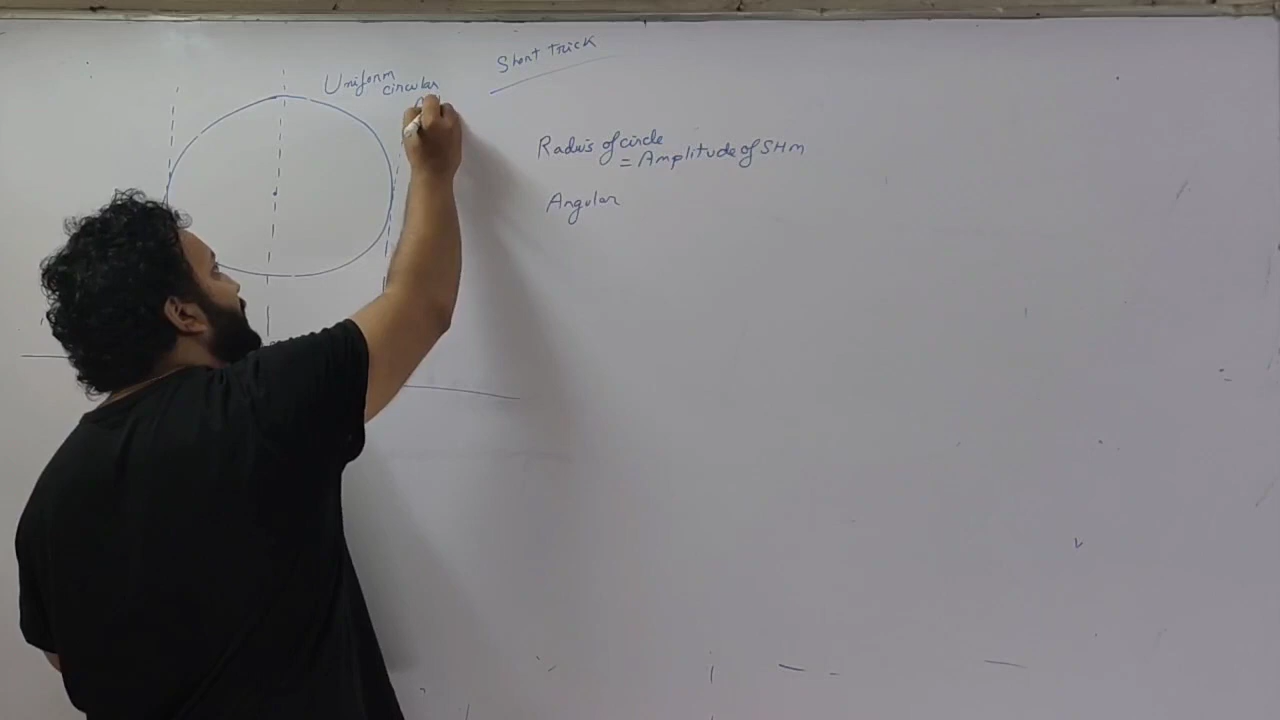 Short trick
Uniform
circular
Radius of circle
= Amplitude of SHM
Angular